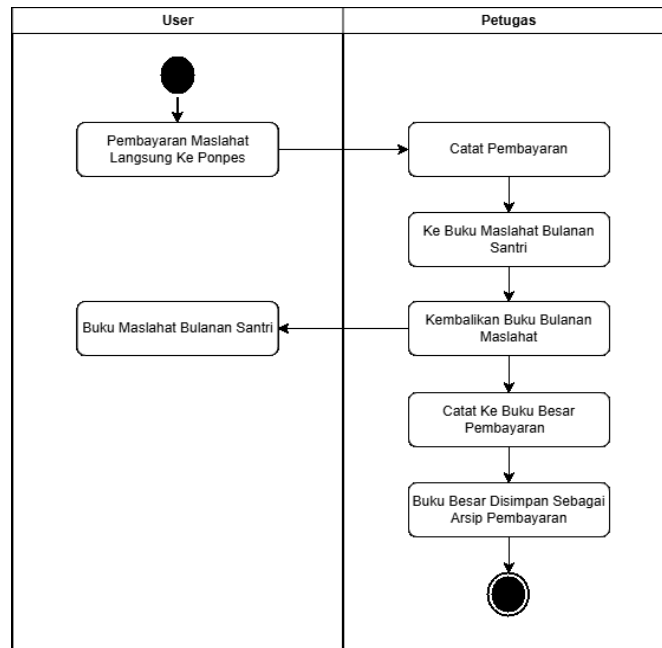 User
Petugas
Pembayaran Maslahat
Langsung Ke Ponpes
Catat Pembayaran
Ke Buku Maslahat Bulanan
Santri
Buku Maslahat Bulanan Santri
Kembalikan Buku Bulanan
Maslahat
Catat Ke Buku Besar
Pembayaran
Buku Besar Disimpan Sebagai
Arsip Pembayaran